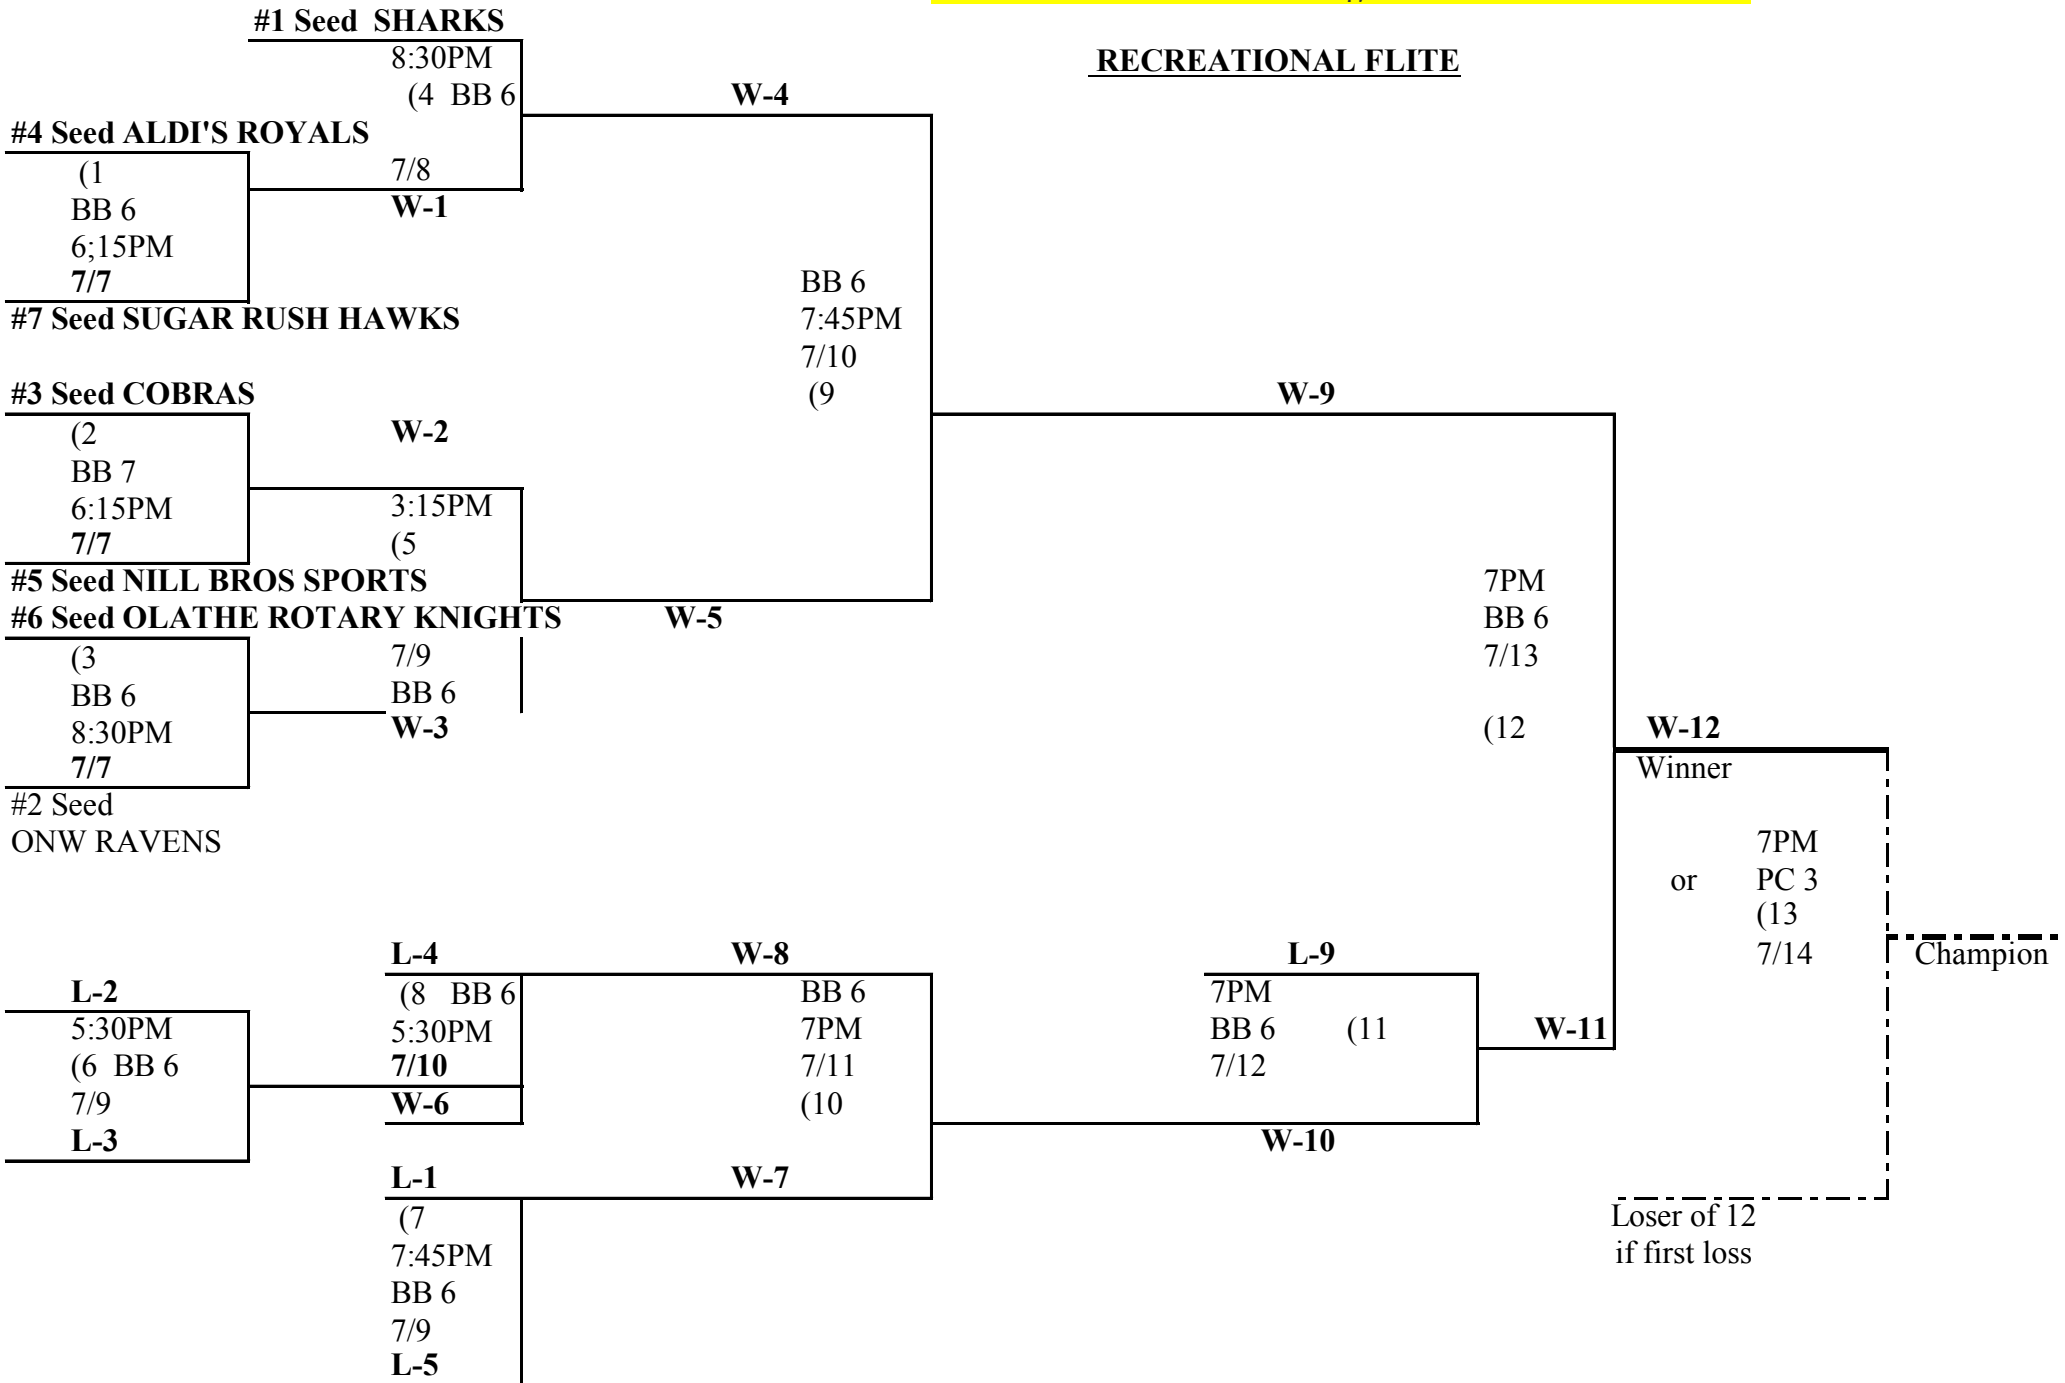 #1 Seed  SHARKS
8:30PM
(4  BB 6
RECREATIONAL FLITE
W-4
#4 Seed ALDI'S ROYALS
(1
BB 6
6;15PM
7/7
7/8
W-1
#7 Seed SUGAR RUSH HAWKS
BB 6
7:45PM
7/10
(9
#3 Seed COBRAS
(2
BB 7
6:15PM
7/7
W-2
3:15PM
(5
W-9
#5 Seed NILL BROS SPORTS
#6 Seed OLATHE ROTARY KNIGHTS
W-5
(3
BB 6
8:30PM
7/7
7/9
BB 6
W-3
7PM
BB 6
7/13
(12
W-12
Winner
#2 Seed
ONW RAVENS
or
7PM
PC 3
(13
7/14
Champion
L-4
W-8
L-9
L-2
5:30PM
(6  BB 6
7/9
L-3
(8   BB 6
5:30PM
7/10
W-6
BB 6
7PM
7/11
(10
7PM
BB 6
(11
7/12
W-11
W-10
L-1
W-7
(7
7:45PM
BB 6
7/9
L-5
Loser of 12
if first loss